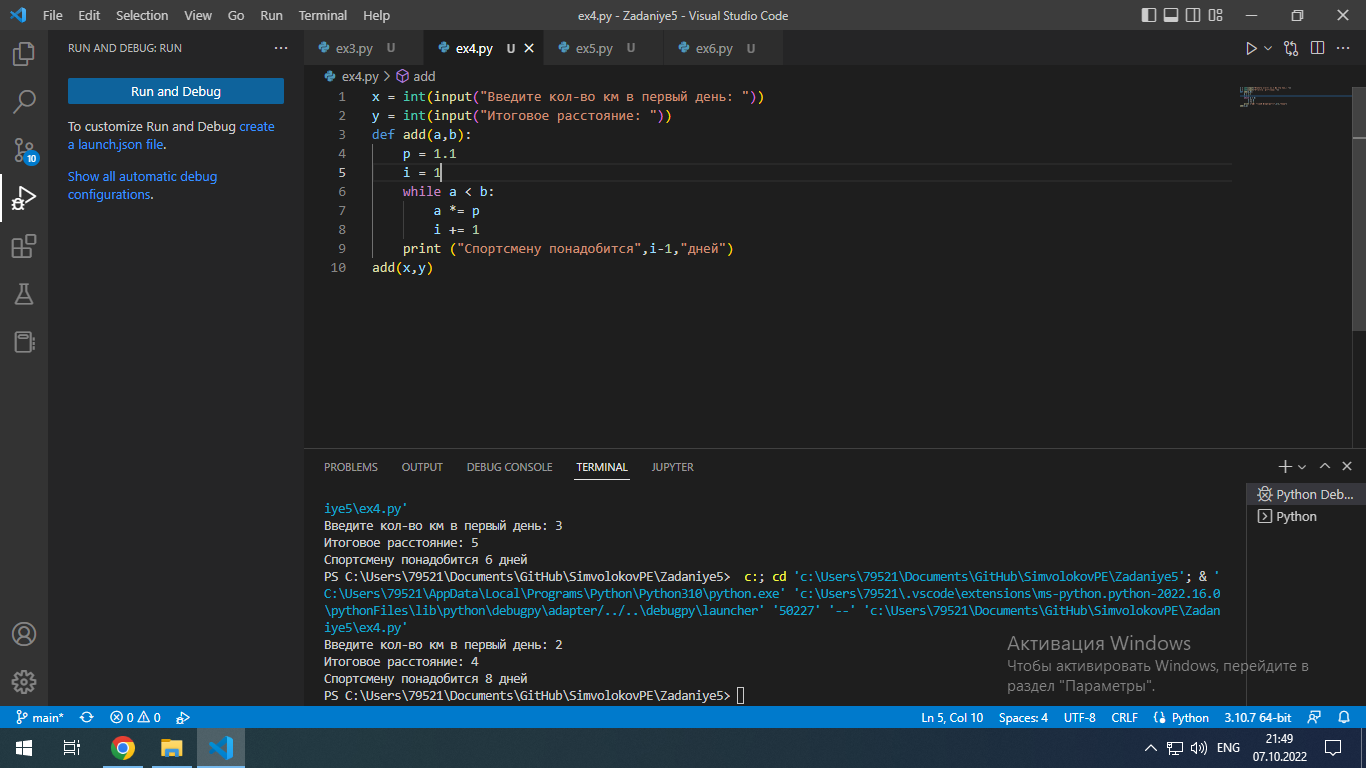 File Edit Selection View Go Run Terminal Help
ex4.py - Zadaniye5 - Visual Studio Code
RUN AND DEBUG: RUN ...
Run and Debug
To customize Run and Debug create
a launch.json file.
Show all automatic debug
configurations.
10
ex3.py U ex4.py U ex5.py U ex6.py U
ex4.py > add
1 x = int(input("Введите кол-во км в первый день: "))
2 y = int(input("Итоговое расстояние: "))
3 def add(a,b):
4 p = 1.1
5 i = 1
6 while a < b:
7 a *= p
8 i += 1
9 print ("Спортсмену понадобится",i-1,"дней")
10 add(x,y)
PROBLEMS OUTPUT DEBUG CONSOLE TERMINAL JUPYTER
Python Deb...
Python
iye5\ex4.py'
Введите кол-во км в первый день: 3
Итоговое расстояние: 5
Спортсмену понадобится 6 дней
PS C:\Users\79521\Documents\GitHub\SimvolokovPE\Zadaniye5> c:; cd 'c:\Users\79521\Documents\GitHub\SimvolokovPE\Zadaniye5'; & '
C:\Users\79521\AppData\Local\Programs\Python\Python310\python.exe' 'c:\Users\79521\.vscode\extensions\ms-python.python-2022.16.0
\pythonFiles\lib\python\debugpy\adapter/../..\debugpy\launcher' '50227' '--' 'c:\Users\79521\Documents\GitHub\SimvolokovPE\Zadan
iye5\ex4.py'
Введите кол-во км в первый день: 2
Итоговое расстояние: 4
Спортсмену понадобится 8 дней
PS C:\Users\79521\Documents\GitHub\SimvolokovPE\Zadaniye5>
Активация Windows
Чтобы активировать Windows, перейдите в
раздел "Параметры".
main* 0 0 Ln 5, Col 10 Spaces: 4 UTF-8 CRLF Python 3.10.7 64-bit
ENG
21:49
07.10.2022